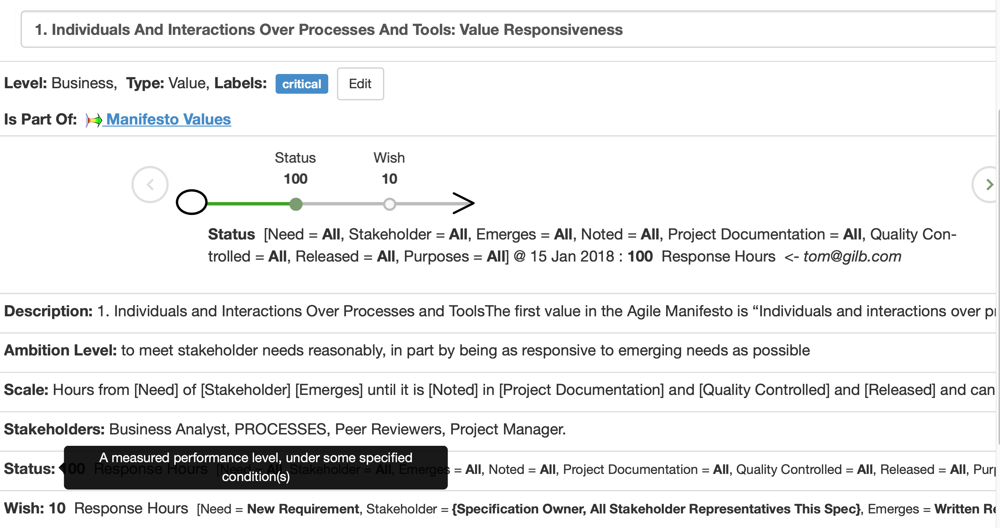 1. Individuals And Interactions Over Processes And Tools: Value Responsiveness
Level: Business, Type: Value, Labels: critical Edit
Is Part Of: Manifesto Values
Status Wish
100 10
Status [Need = All, Stakeholder = All, Emerges = All, Noted = All, Project Documentation = All, Quality Con-
trolled = All, Released = All, Purposes = All] @ 15 Jan 2018 : 100 Response Hours <- tom@gilb.com
Description: 1. Individuals and Interactions Over Processes and ToolsThe first value in the Agile Manifesto is “Individuals and interactions over
Ambition Level: to meet stakeholder needs reasonably, in part by being as responsive to emerging needs as possible
Scale: Hours from [Need] of [Stakeholder] [Emerges] until it is [Noted] in [Project Documentation] and [Quality Controlled] and [Released] and can
Stakeholders: Business Analyst, PROCESSES, Peer Reviewers, Project Manager.
A measured performance level, under some specified
condition(s)
Status: 100 Response Hours [Need = All, Stakeholder = All, Emerges = All, Noted = All, Project Documentation = All, Quality Controlled = All, Released = All,
Wish: 10 Response Hours [Need = New Requirement, Stakeholder = {Specification Owner, All Stakeholder Representatives This Spec}, Emerges = Written